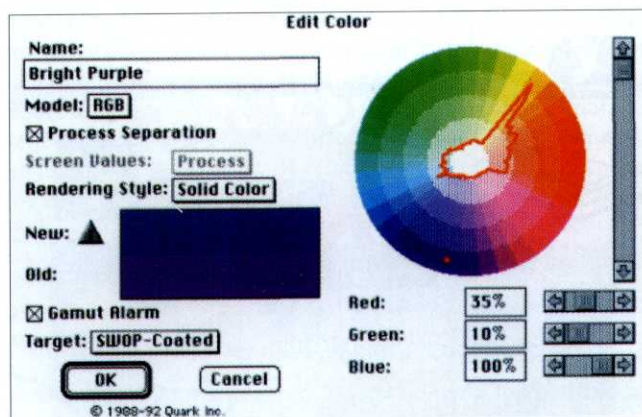 Edit Color
Name:
Bright Purple
Model: RGB
Process Separation
Screen Values: Process
Rendering Style: Solid Color
New:
Old:
Gamut Alarm
Target: SWOP-Coated
OK Cancel
© 1988-92 Quark Inc.
Red: 35%
Green: 10%
Blue: 100%